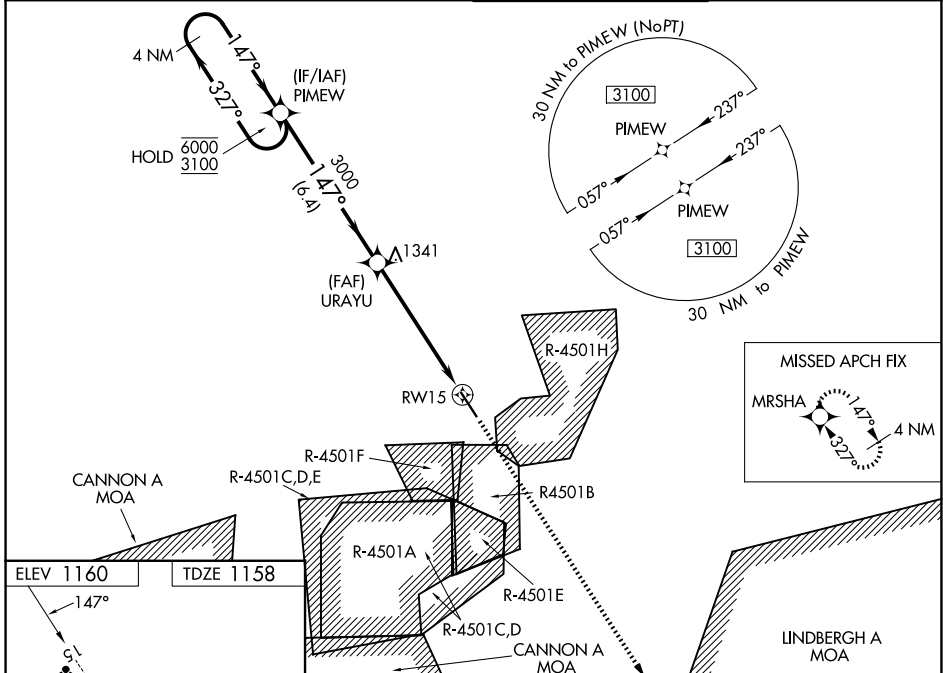 4 NM
147°
327°
(IF/IAF)
PIMEW
HOLD
6000
3100
3000
147°
(6.4)
1341
(FAF)
URAYU
RW15
30 NM to PIMEW (NoPT)
3100
PIMEW
237°
057°
237°
057°
PIMEW
3100
30 NM to PIMEW
MISSED APCH FIX
MRSHA
147°
327°
4 NM
R-4501H
R-4501F
R-4501C,D,E
R4501B
CANNON A
MOA
R-4501A
R-4501E
R-4501C,D
CANNON A
MOA
LINDBERGH A
MOA
ELEV 1160
TDZE 1158
147°
15